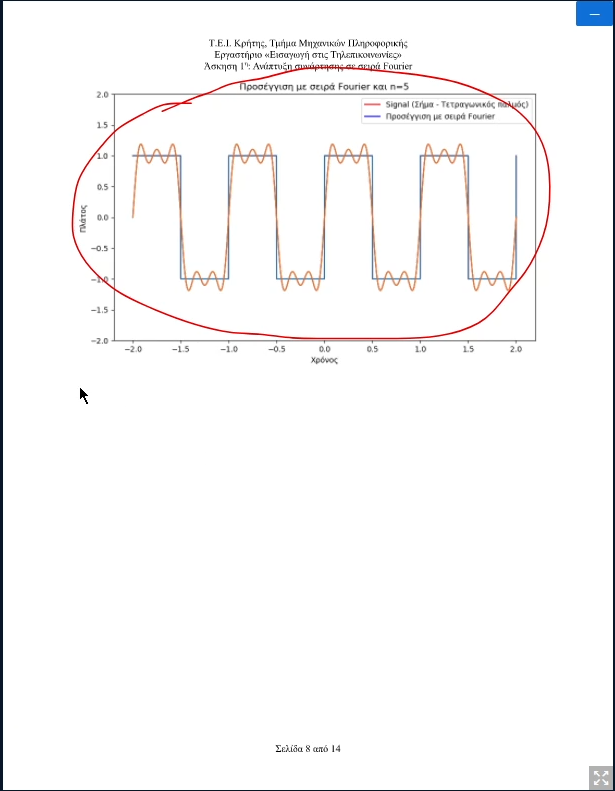 Τ.Ε.Ι. Κρήτης, Τμήμα Μηχανικών Πληροφορικής
Εργαστήριο «Εισαγωγή στις Τηλεπικοινωνίες»
Άσκηση 1η: Ανάπτυξη συνάρτησης σε σειρά Fourier
Προσέγγιση με σειρά Fourier και n=5
Signal (Σήμα - Τετραγωνικός παλμός)
Προσέγγιση με σειρά Fourier
2.0
1.5
1.0
0.5
0.0
−0.5
−1.0
−1.5
−2.0
Πλάτος
−2.0 −1.5 −1.0 −0.5 0.0 0.5 1.0 1.5 2.0
Χρόνος
Σελίδα 8 από 14